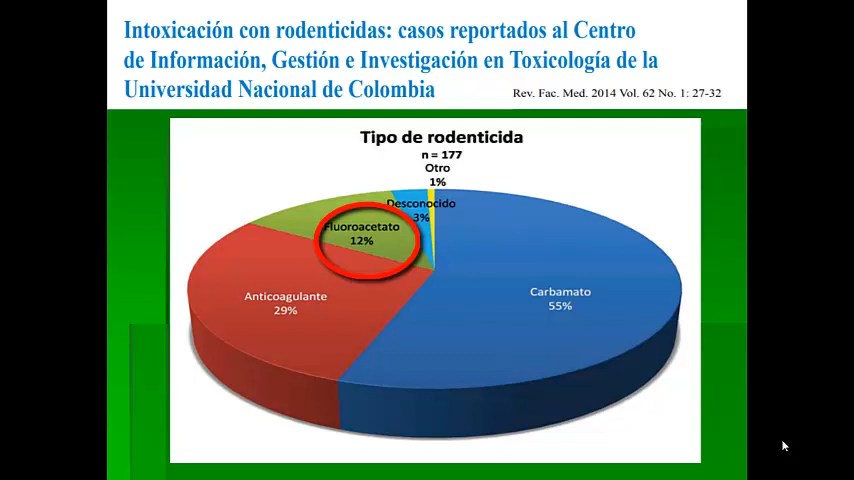 Intoxicación con rodenticidas: casos reportados al Centro
de Información, Gestión e Investigación en Toxicología de la
Universidad Nacional de Colombia
Rev. Fac. Med. 2014 Vol. 62 No. 1: 27-32
Tipo de rodenticida
n = 177
Otro
1%
Desconocido
3%
Fluoroacetato
12%
Anticoagulante
29%
Carbamato
55%